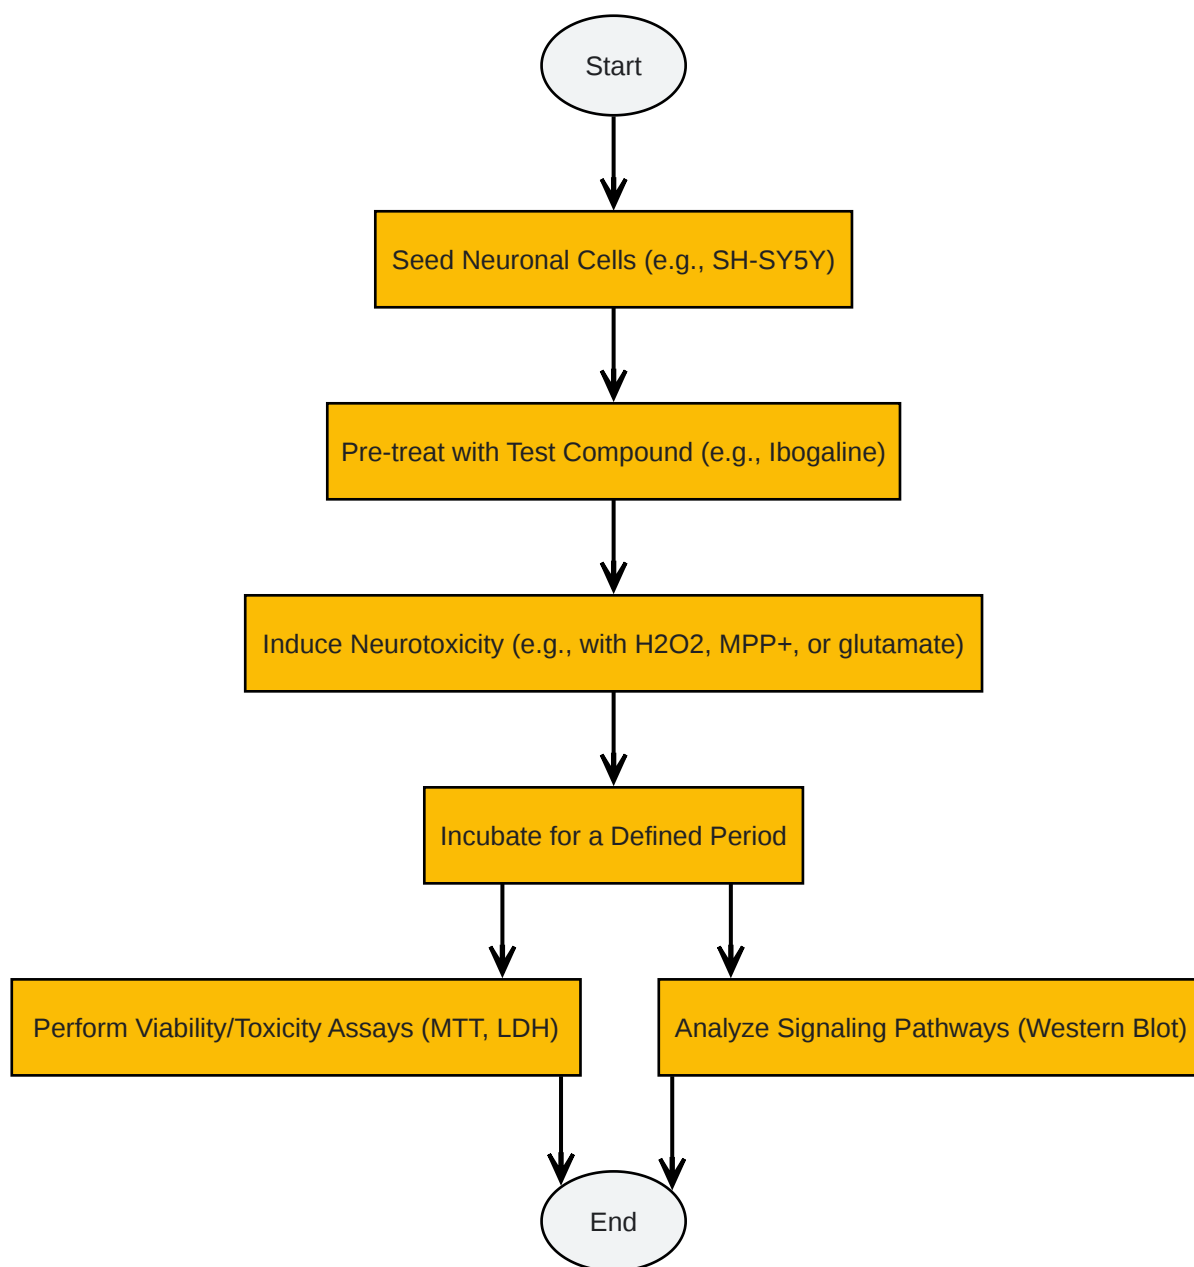 Start
Seed Neuronal Cells (e.g., SH-SY5Y)
Pre-treat with Test Compound (e.g., Ibogaline)
Induce Neurotoxicity (e.g., with H2O2, MPP+, or glutamate)
Incubate for a Defined Period
Perform Viability/Toxicity Assays (MTT, LDH)
Analyze Signaling Pathways (Western Blot)
End